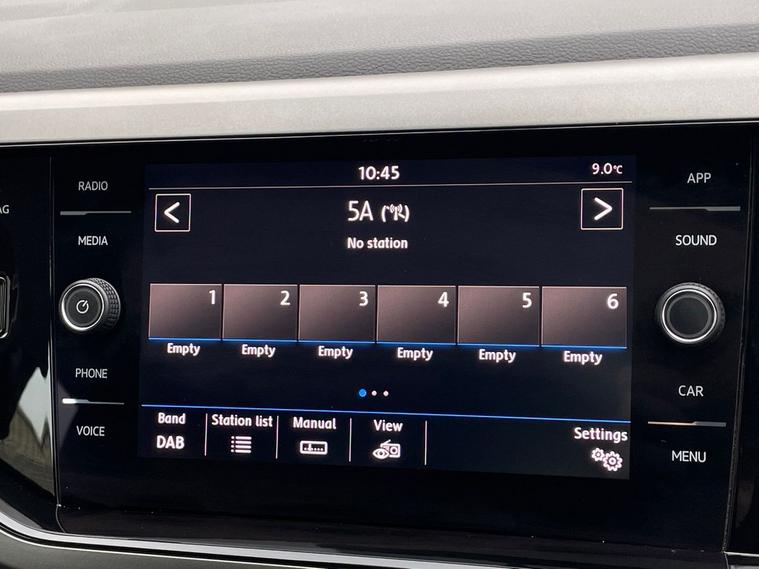 AG
RADIO
MEDIA
PHONE
VOICE
10:45
9.0°C
5A
No station
1 2 3 4 5 6
Empty Empty Empty Empty Empty Empty
Band Station list Manual View Settings
DAB
APP
SOUND
CAR
MENU